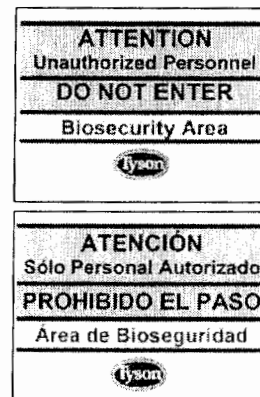 ATTENTION
Unauthorized Personnel
DO NOT ENTER
Biosecurity Area
Tyson
ATENCIÓN
Sólo Personal Autorizado
PROHIBIDO EL PASO
Área de Bioseguridad
Tyson